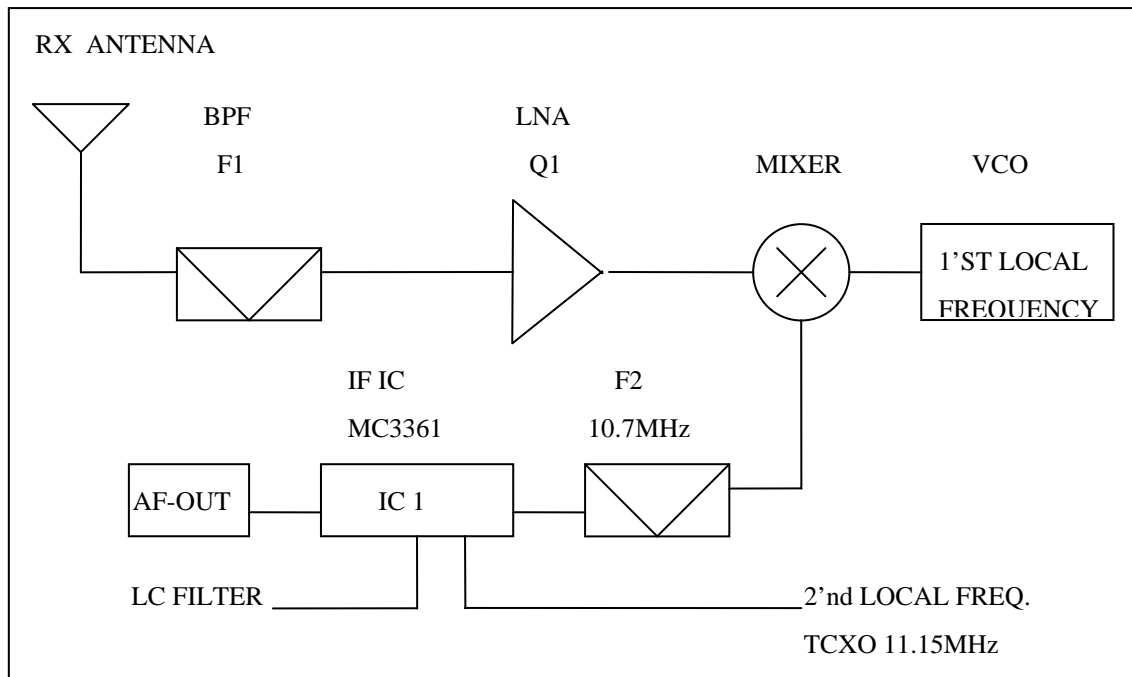 RX ANTENNA
BPF
F1
LNA
Q1
MIXER
VCO
1'ST LOCAL
FREQUENCY
IF IC
MC3361
F2
10.7MHz
AF-OUT
IC 1
LC FILTER
2'nd LOCAL FREQ.
TCXO 11.15MHz